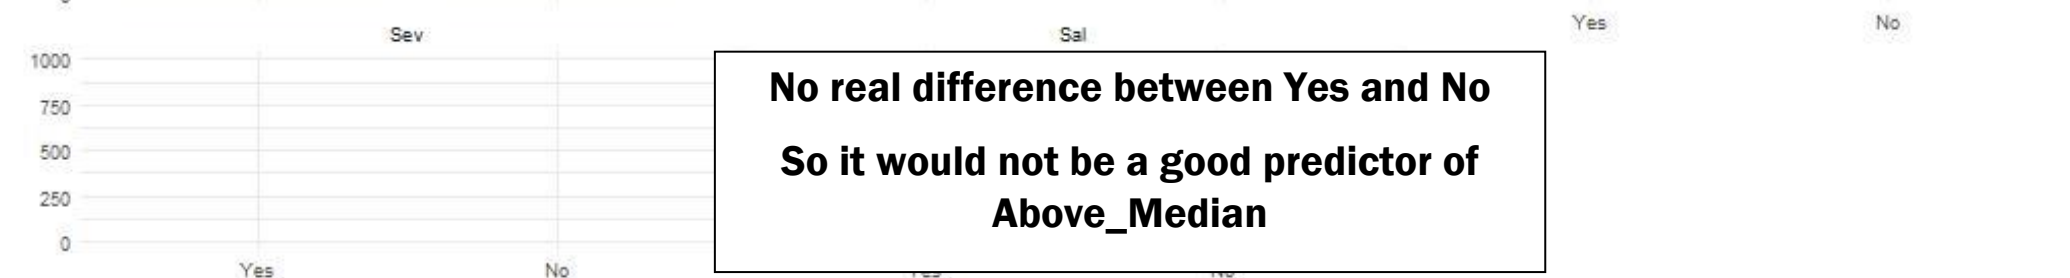 Yes No
Sev Sal
1000
750
500
250
0
Yes No
No real difference between Yes and No
So it would not be a good predictor of
Above_Median